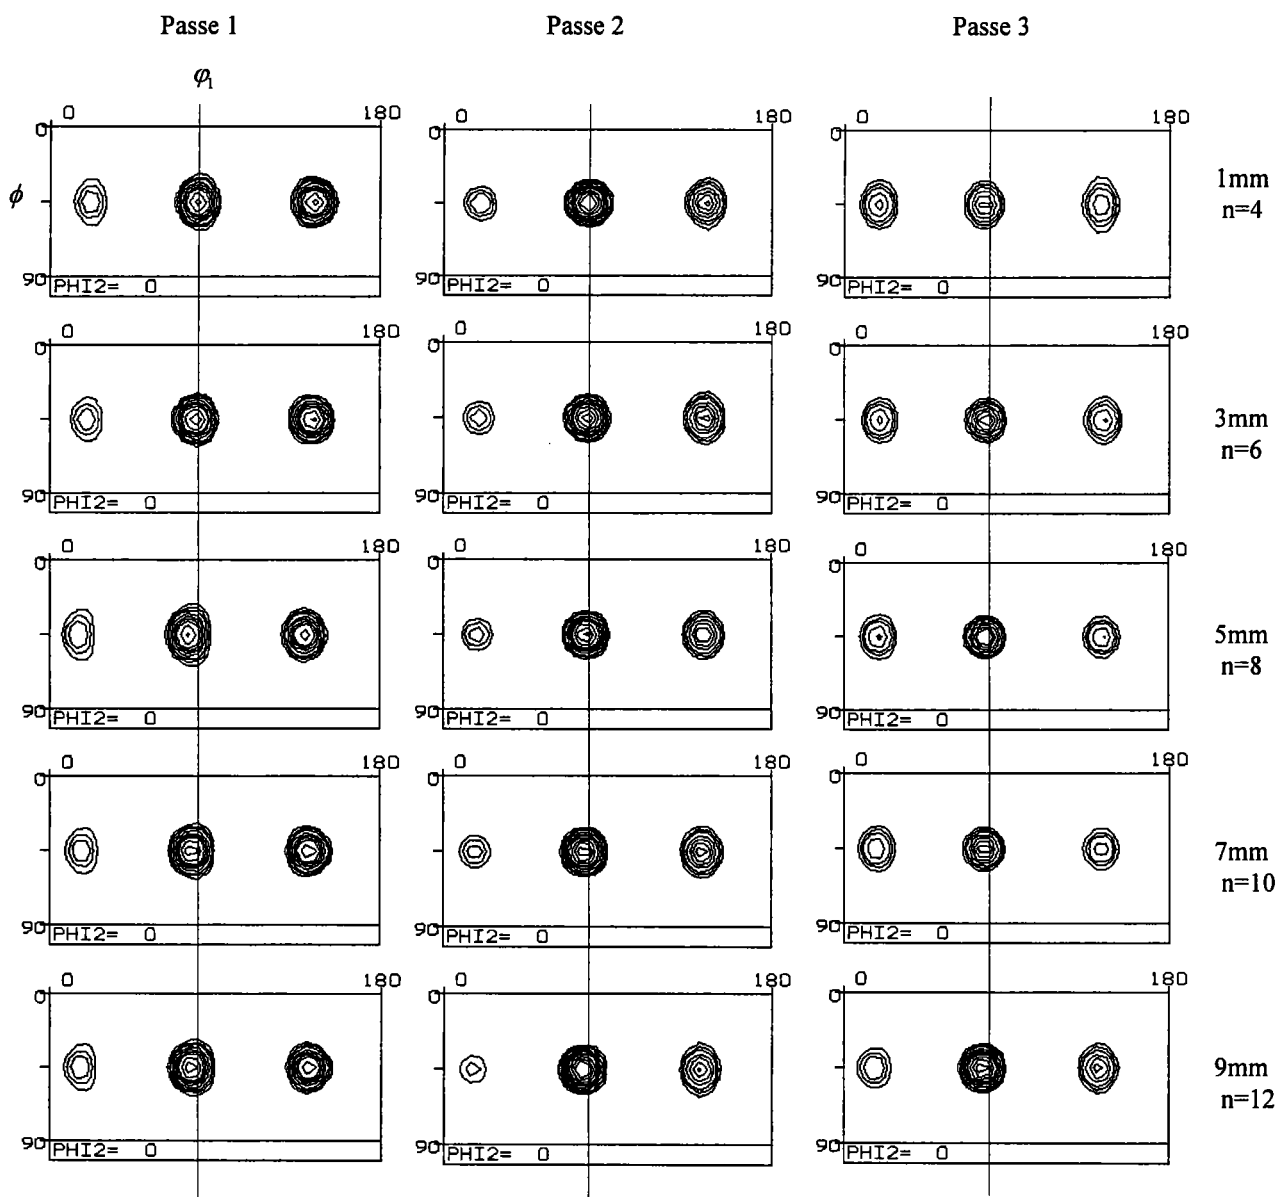 Passe 1 Passe 2 Passe 3
φ₁
0 180 0 180 0 180
0 0 0
ϕ
1mm
n=4
90 90 90
PHI2= 0 PHI2= 0 PHI2= 0
0 180 0 180 0 180
0 0 0
3mm
n=6
90 90 90
PHI2= 0 PHI2= 0 PHI2= 0
0 180 0 180 0 180
0 0 0
5mm
n=8
90 90 90
PHI2= 0 PHI2= 0 PHI2= 0
0 180 0 180 0 180
0 0 0
7mm
n=10
90 90 90
PHI2= 0 PHI2= 0 PHI2= 0
0 180 0 180 0 180
0 0 0
9mm
n=12
90 90 90
PHI2= 0 PHI2= 0 PHI2= 0